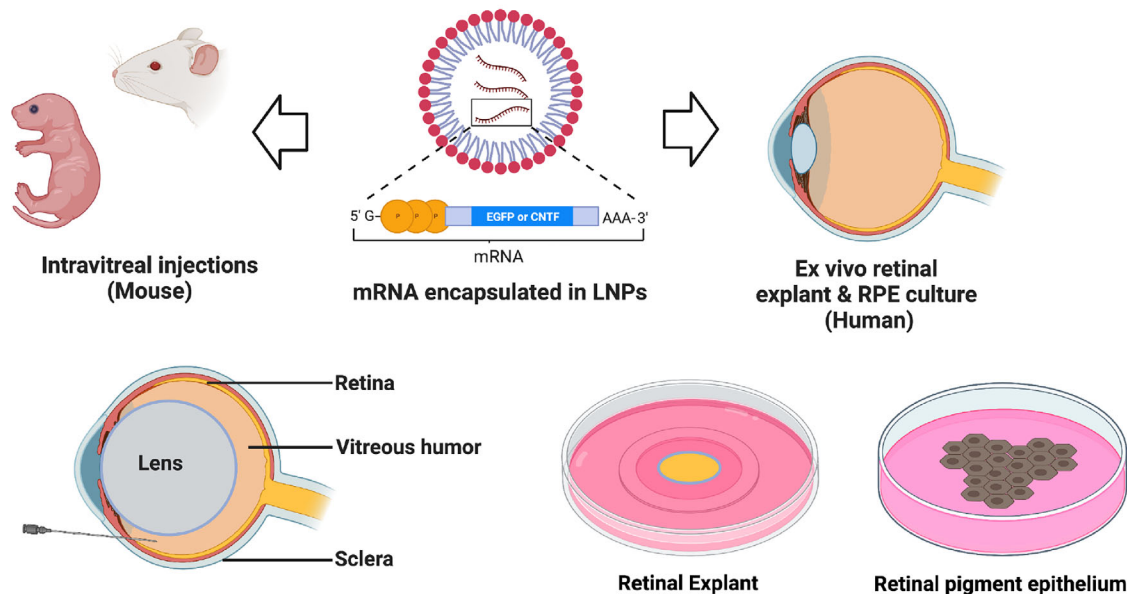 5' G-
P P P
EGFP or CNTF
AAA-3'
mRNA
Intravitreal injections
(Mouse)
mRNA encapsulated in LNPs
Ex vivo retinal
explant & RPE culture
(Human)
Retina
Vitreous humor
Lens
Sclera
Retinal Explant
Retinal pigment epithelium